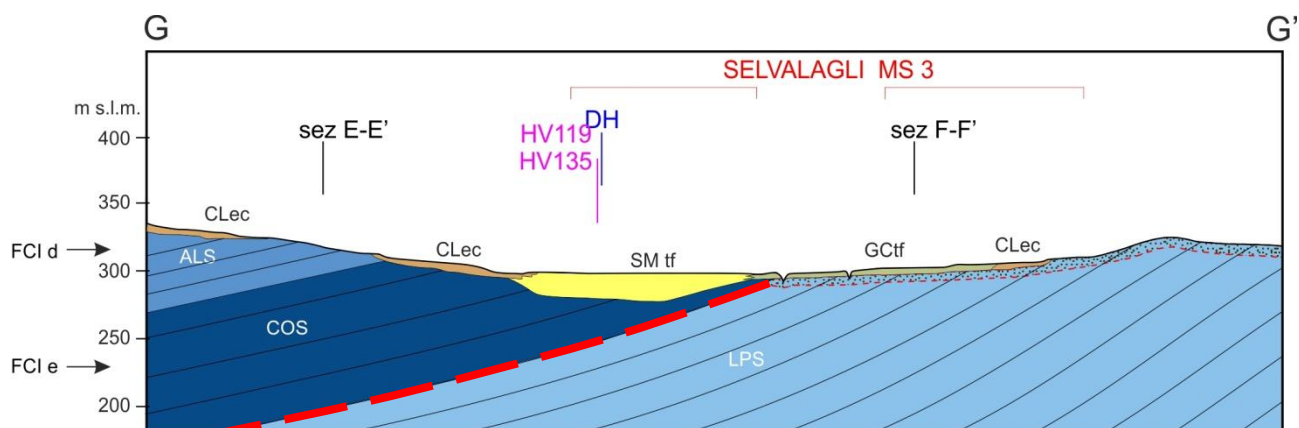 G
G’
SELVALAGLI MS 3
m s.l.m.
400
sez E-E’
HV119
DH
HV135
sez F-F’
350
CLec
FCI d
ALS
300
CLec
SM tf
GCtf
CLec
COS
250
FCI e
LPS
200